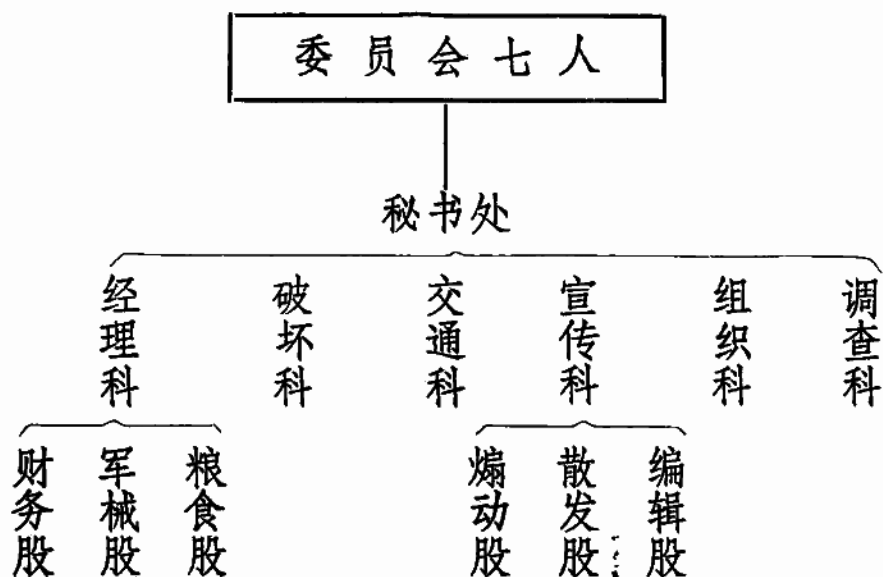 委员会七人
秘书处
经理科
破坏科
交通科
宣传科
组织科
调查科
财务股
军械股
粮食股
煽动股
散发股
编辑股